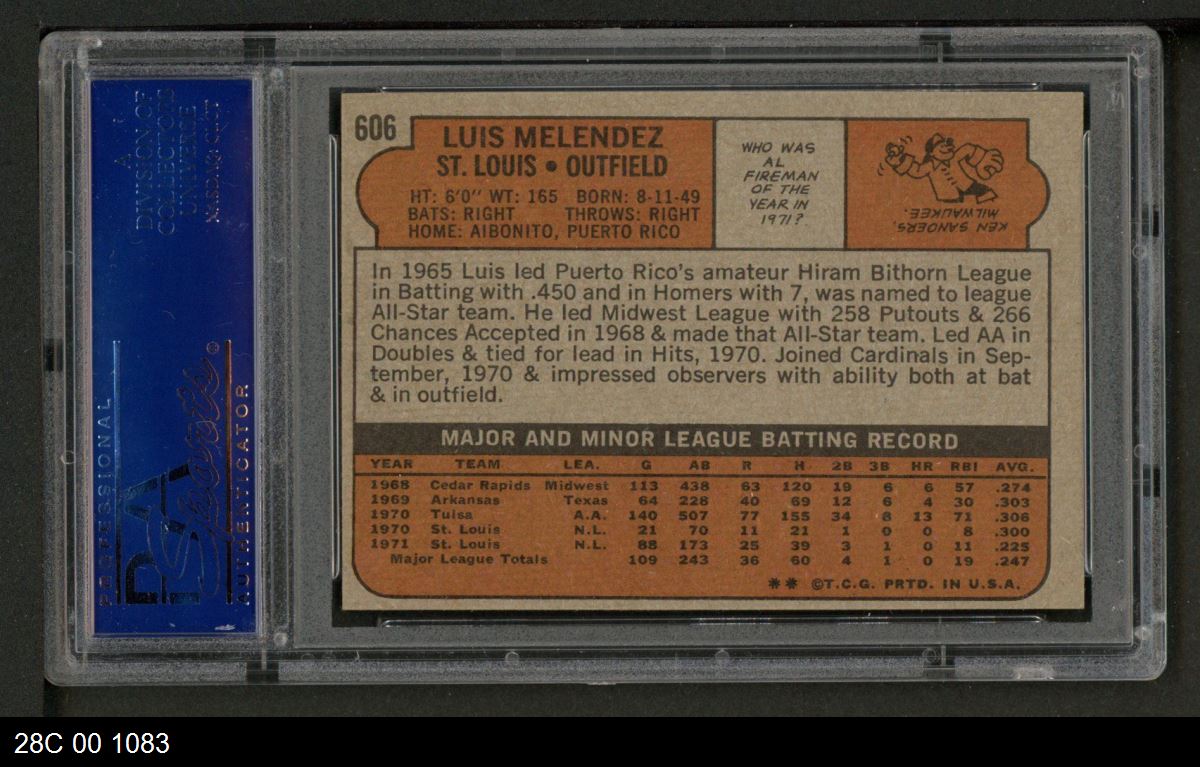 A
DIVISION OF
COLLECTORS
UNIVERSE
NASDAQ: CLCT
PROFESSIONAL
PSA
Sports®
AUTHENTICATOR
606
LUIS MELENDEZ
ST. LOUIS • OUTFIELD
HT: 6'0" WT: 165 BORN: 8-11-49
BATS: RIGHT THROWS: RIGHT
HOME: AIBONITO, PUERTO RICO
WHO WAS
AL
FIREMAN
OF THE
YEAR IN
1971?
KEN SANDERS,
MILWAUKEE.
In 1965 Luis led Puerto Rico's amateur Hiram Bithorn League
in Batting with .450 and in Homers with 7, was named to league
All-Star team. He led Midwest League with 258 Putouts & 266
Chances Accepted in 1968 & made that All-Star team. Led AA in
Doubles & tied for lead in Hits, 1970. Joined Cardinals in Sep-
tember, 1970 & impressed observers with ability both at bat
& in outfield.
MAJOR AND MINOR LEAGUE BATTING RECORD
YEAR TEAM LEA. G AB R H 2B 3B HR RBI AVG.
1968 Cedar Rapids Midwest 113 438 63 120 19 6 6 57 .274
1969 Arkansas Texas 64 228 40 69 12 6 4 30 .303
1970 Tulsa A.A. 140 507 77 155 34 8 13 71 .306
1970 St. Louis N.L. 21 70 11 21 1 0 0 8 .300
1971 St. Louis N.L. 88 173 25 39 3 1 0 11 .225
Major League Totals 109 243 36 60 4 1 0 19 .247
** ©T.C.G. PRTD. IN U.S.A.
28C 00 1083